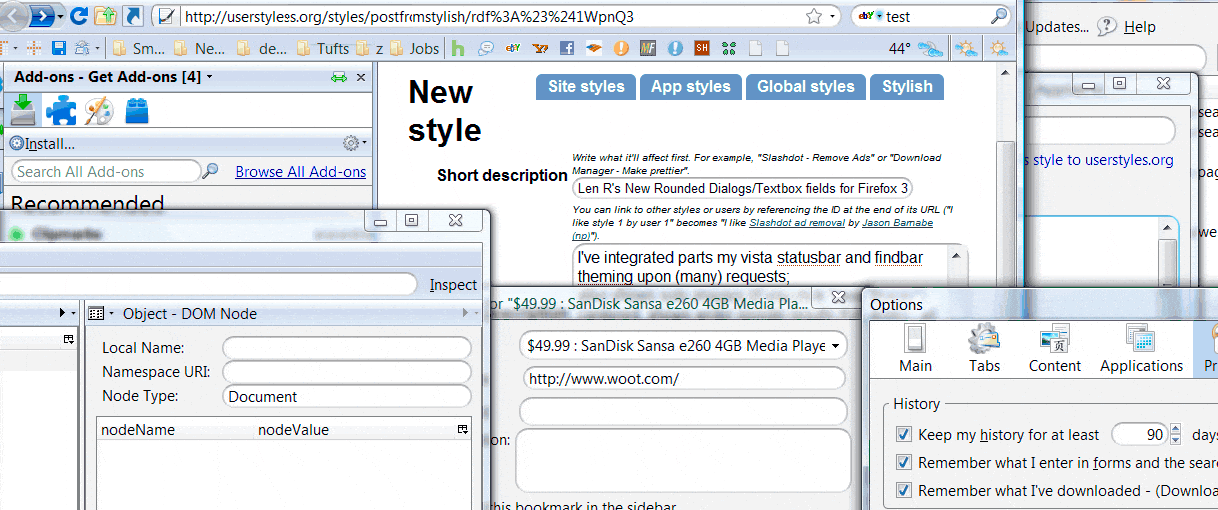 http://userstyles.org/styles/postfrπmstylish/rdf%3A%23%241WpnQ3
test
Updates...
Help
Sm...
Ne...
de...
Tufts
z
Jobs
44°
Add-ons - Get Add-ons [4]
Install...
Search All Add-ons
Browse All Add-ons
Recommended
New
style
Site styles
App styles
Global styles
Stylish
Write what it'll affect first. For example, "Slashdot - Remove Ads" or "Download
Manager - Make prettier".
Short description
Len R's New Rounded Dialogs/Textbox fields for Firefox 3
You can link to other styles or users by referencing the ID at the end of its URL ("I
like style 1 by user 1" becomes "I like Slashdot ad removal by Jason Barnabe
(np)").
I've integrated parts my vista statusbar and findbar
theming upon (many) requests;
sea
sea
s style to userstyles.org
pag
we
Inspect
Object - DOM Node
Local Name:
Namespace URI:
Node Type:
Document
nodeName
nodeValue
or "$49.99 : SanDisk Sansa e260 4GB Media Pla...
$49.99 : SanDisk Sansa e260 4GB Media Playe
http://www.woot.com/
on:
this bookmark in the sidebar
Options
Main
Tabs
Content
Applications
Pr
History
Keep my history for at least
90
days
Remember what I enter in forms and the sear
Remember what I've downloaded - (Downloa